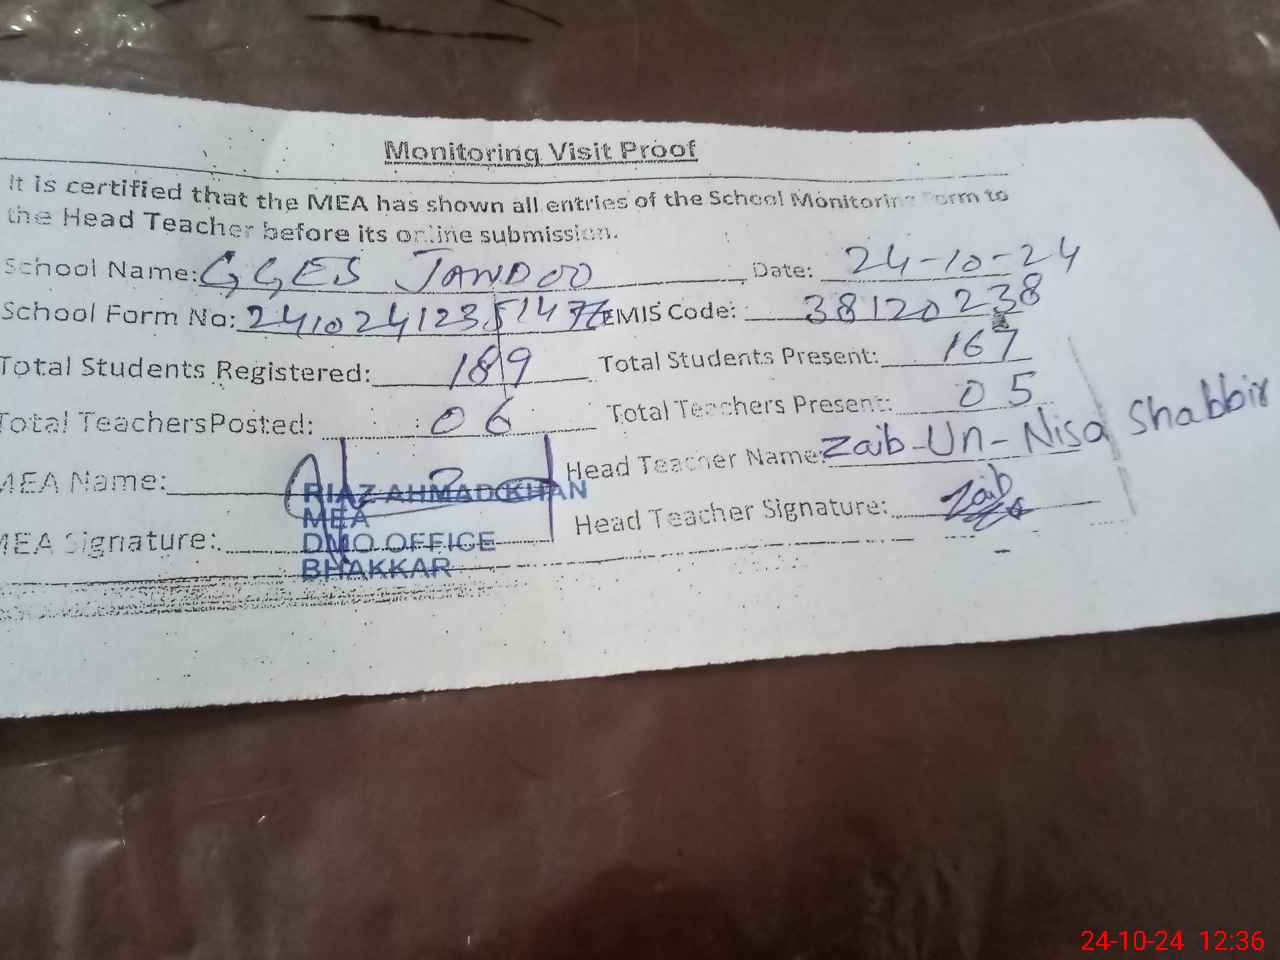 Monitoring Visit Proof
It is certified that the MEA has shown all entries of the School Monitoring Form to
the Head Teacher before its online submission.
School Name: GGES JANDOO Date: 24-10-24
School Form No: EMIS Code: 38120238
Total Students Registered: 189 Total Students Present: 167
Total Teachers Posted: 06 Total Teachers Present: 05
MEA Name: Head Teacher Name: Zaib-Un-Nisa Shabbir
RIAZ AHMAD KHAN
MEA
MEA Signature: Head Teacher Signature: Zaib
DMO OFFICE
BHAKKAR
24-10-24 12:36